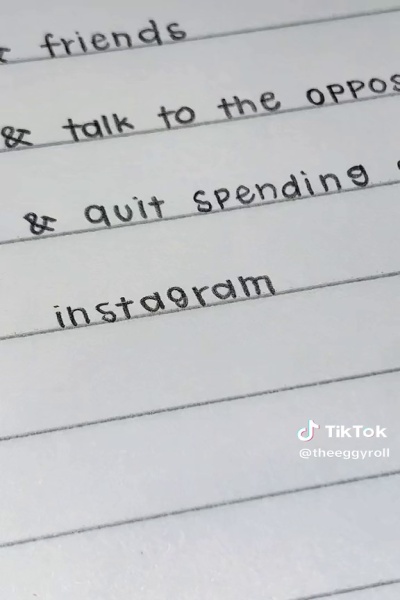 & friends
& talk to the oppos
& quit spending
instagram
TikTok
@theeggyroll